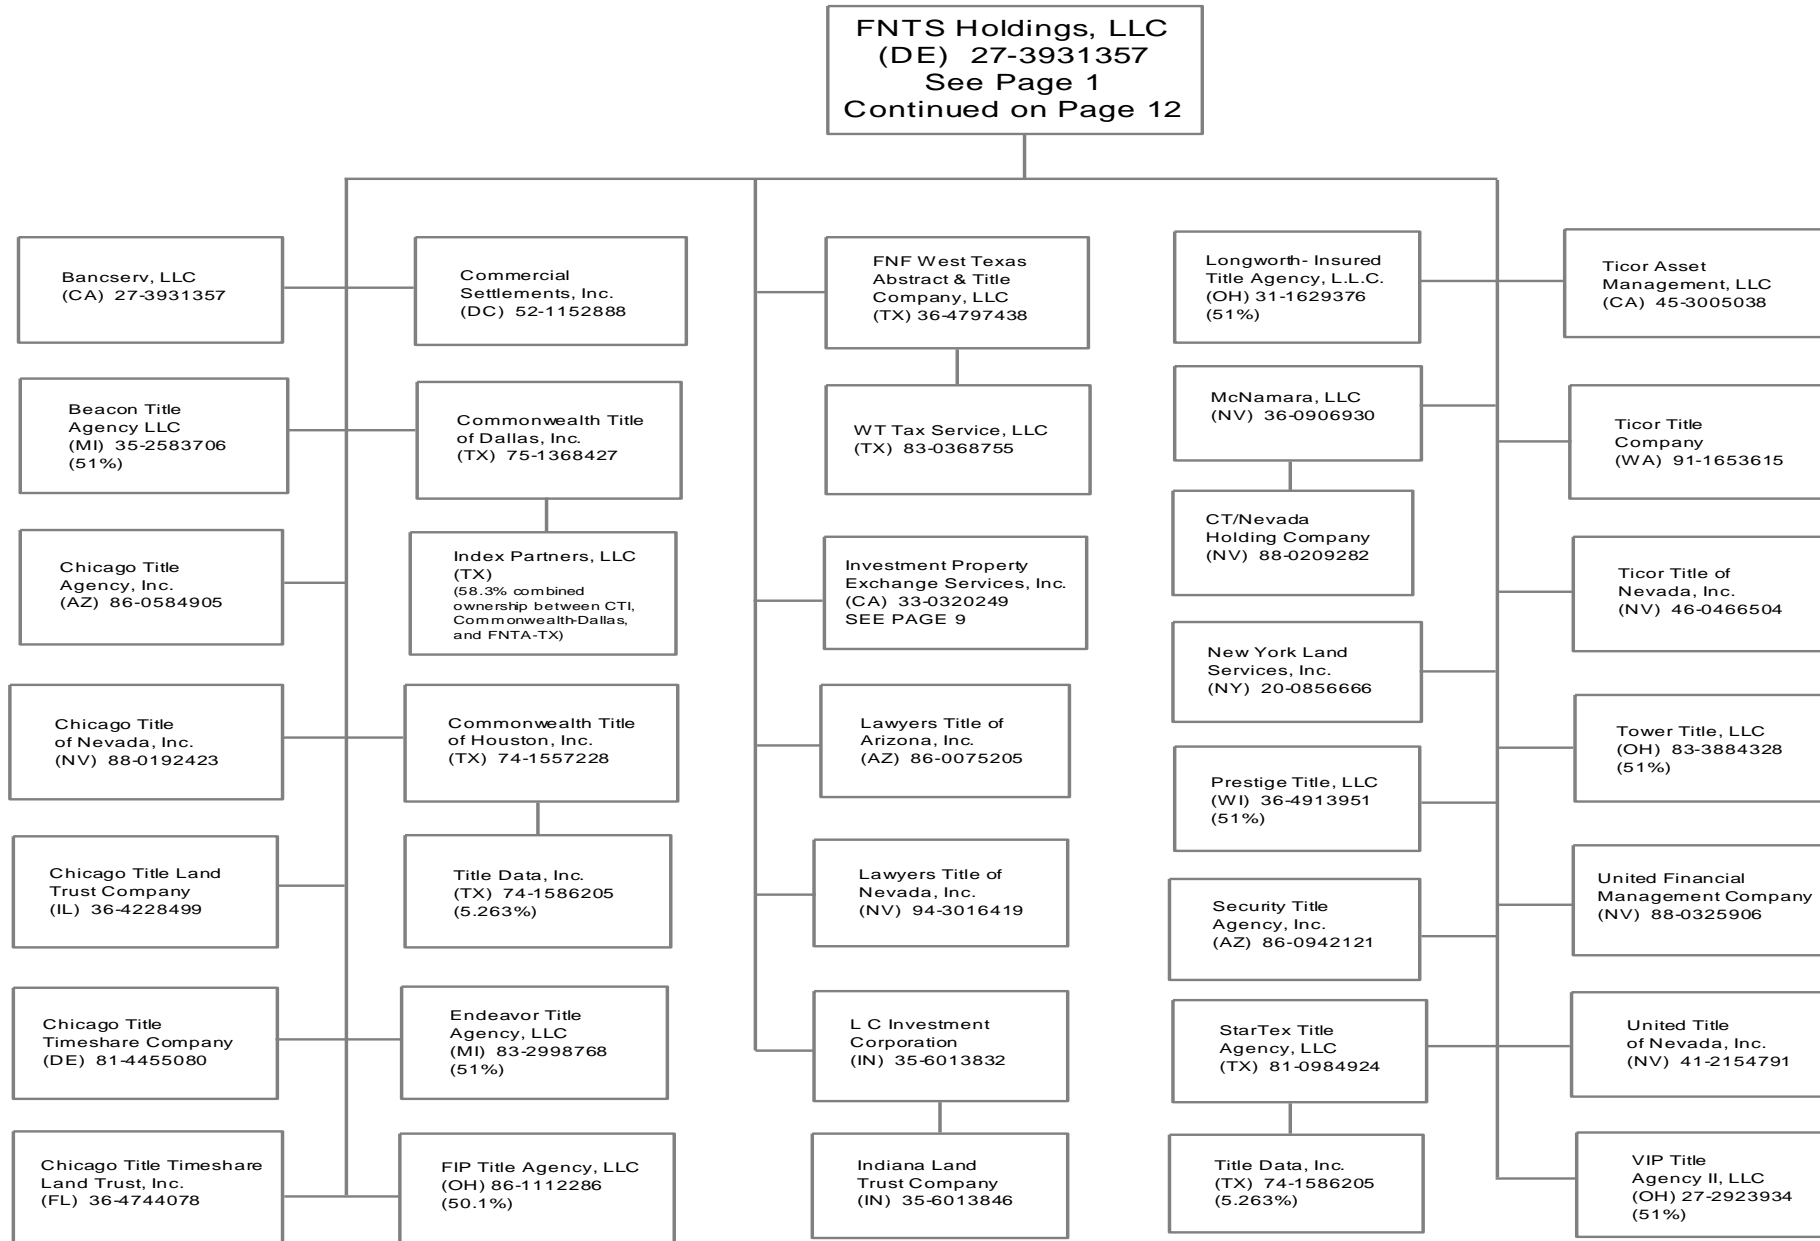 FNTS Holdings, LLC
(DE) 27-3931357
See Page 1
Continued on Page 12
Bancserv, LLC
(CA) 27-3931357
Beacon Title
Agency LLC
(MI) 35-2583706
(51%)
Chicago Title
Agency, Inc.
(AZ) 86-0584905
Chicago Title
of Nevada, Inc.
(NV) 88-0192423
Chicago Title Land
Trust Company
(IL) 36-4228499
Chicago Title
Timeshare Company
(DE) 81-4455080
Chicago Title Timeshare
Land Trust, Inc.
(FL) 36-4744078
Commercial
Settlements, Inc.
(DC) 52-1152888
Commonwealth Title
of Dallas, Inc.
(TX) 75-1368427
Index Partners, LLC
(TX)
(58.3% combined
ownership between CTI,
Commonwealth-Dallas,
and FNTA-TX)
Commonwealth Title
of Houston, Inc.
(TX) 74-1557228
Title Data, Inc.
(TX) 74-1586205
(5.263%)
Endeavor Title
Agency, LLC
(MI) 83-2998768
(51%)
FIP Title Agency, LLC
(OH) 86-1112286
(50.1%)
FNF West Texas
Abstract & Title
Company, LLC
(TX) 36-4797438
WT Tax Service, LLC
(TX) 83-0368755
Investment Property
Exchange Services, Inc.
(CA) 33-0320249
SEE PAGE 9
Lawyers Title of
Arizona, Inc.
(AZ) 86-0075205
Lawyers Title of
Nevada, Inc.
(NV) 94-3016419
L C Investment
Corporation
(IN) 35-6013832
Indiana Land
Trust Company
(IN) 35-6013846
Longworth- Insured
Title Agency, L.L.C.
(OH) 31-1629376
(51%)
McNamara, LLC
(NV) 36-0906930
CT/Nevada
Holding Company
(NV) 88-0209282
New York Land
Services, Inc.
(NY) 20-0856666
Prestige Title, LLC
(WI) 36-4913951
(51%)
Security Title
Agency, Inc.
(AZ) 86-0942121
StarTex Title
Agency, LLC
(TX) 81-0984924
Title Data, Inc.
(TX) 74-1586205
(5.263%)
Ticor Asset
Management, LLC
(CA) 45-3005038
Ticor Title
Company
(WA) 91-1653615
Ticor Title of
Nevada, Inc.
(NV) 46-0466504
Tower Title, LLC
(OH) 83-3884328
(51%)
United Financial
Management Company
(NV) 88-0325906
United Title
of Nevada, Inc.
(NV) 41-2154791
VIP Title
Agency II, LLC
(OH) 27-2923934
(51%)